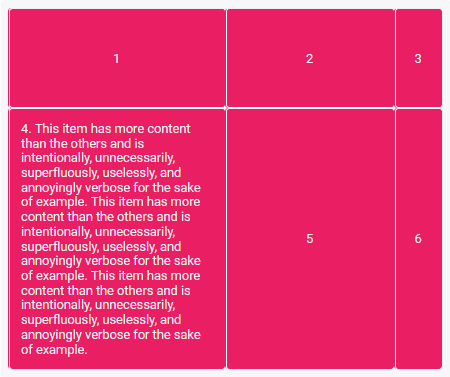 1
2
3
4. This item has more content
than the others and is
intentionally, unnecessarily,
superfluously, uselessly, and
annoyingly verbose for the sake
of example. This item has more
content than the others and is
intentionally, unnecessarily,
superfluously, uselessly, and
annoyingly verbose for the sake
of example. This item has more
content than the others and is
intentionally, unnecessarily,
superfluously, uselessly, and
annoyingly verbose for the sake
of example.
5
6